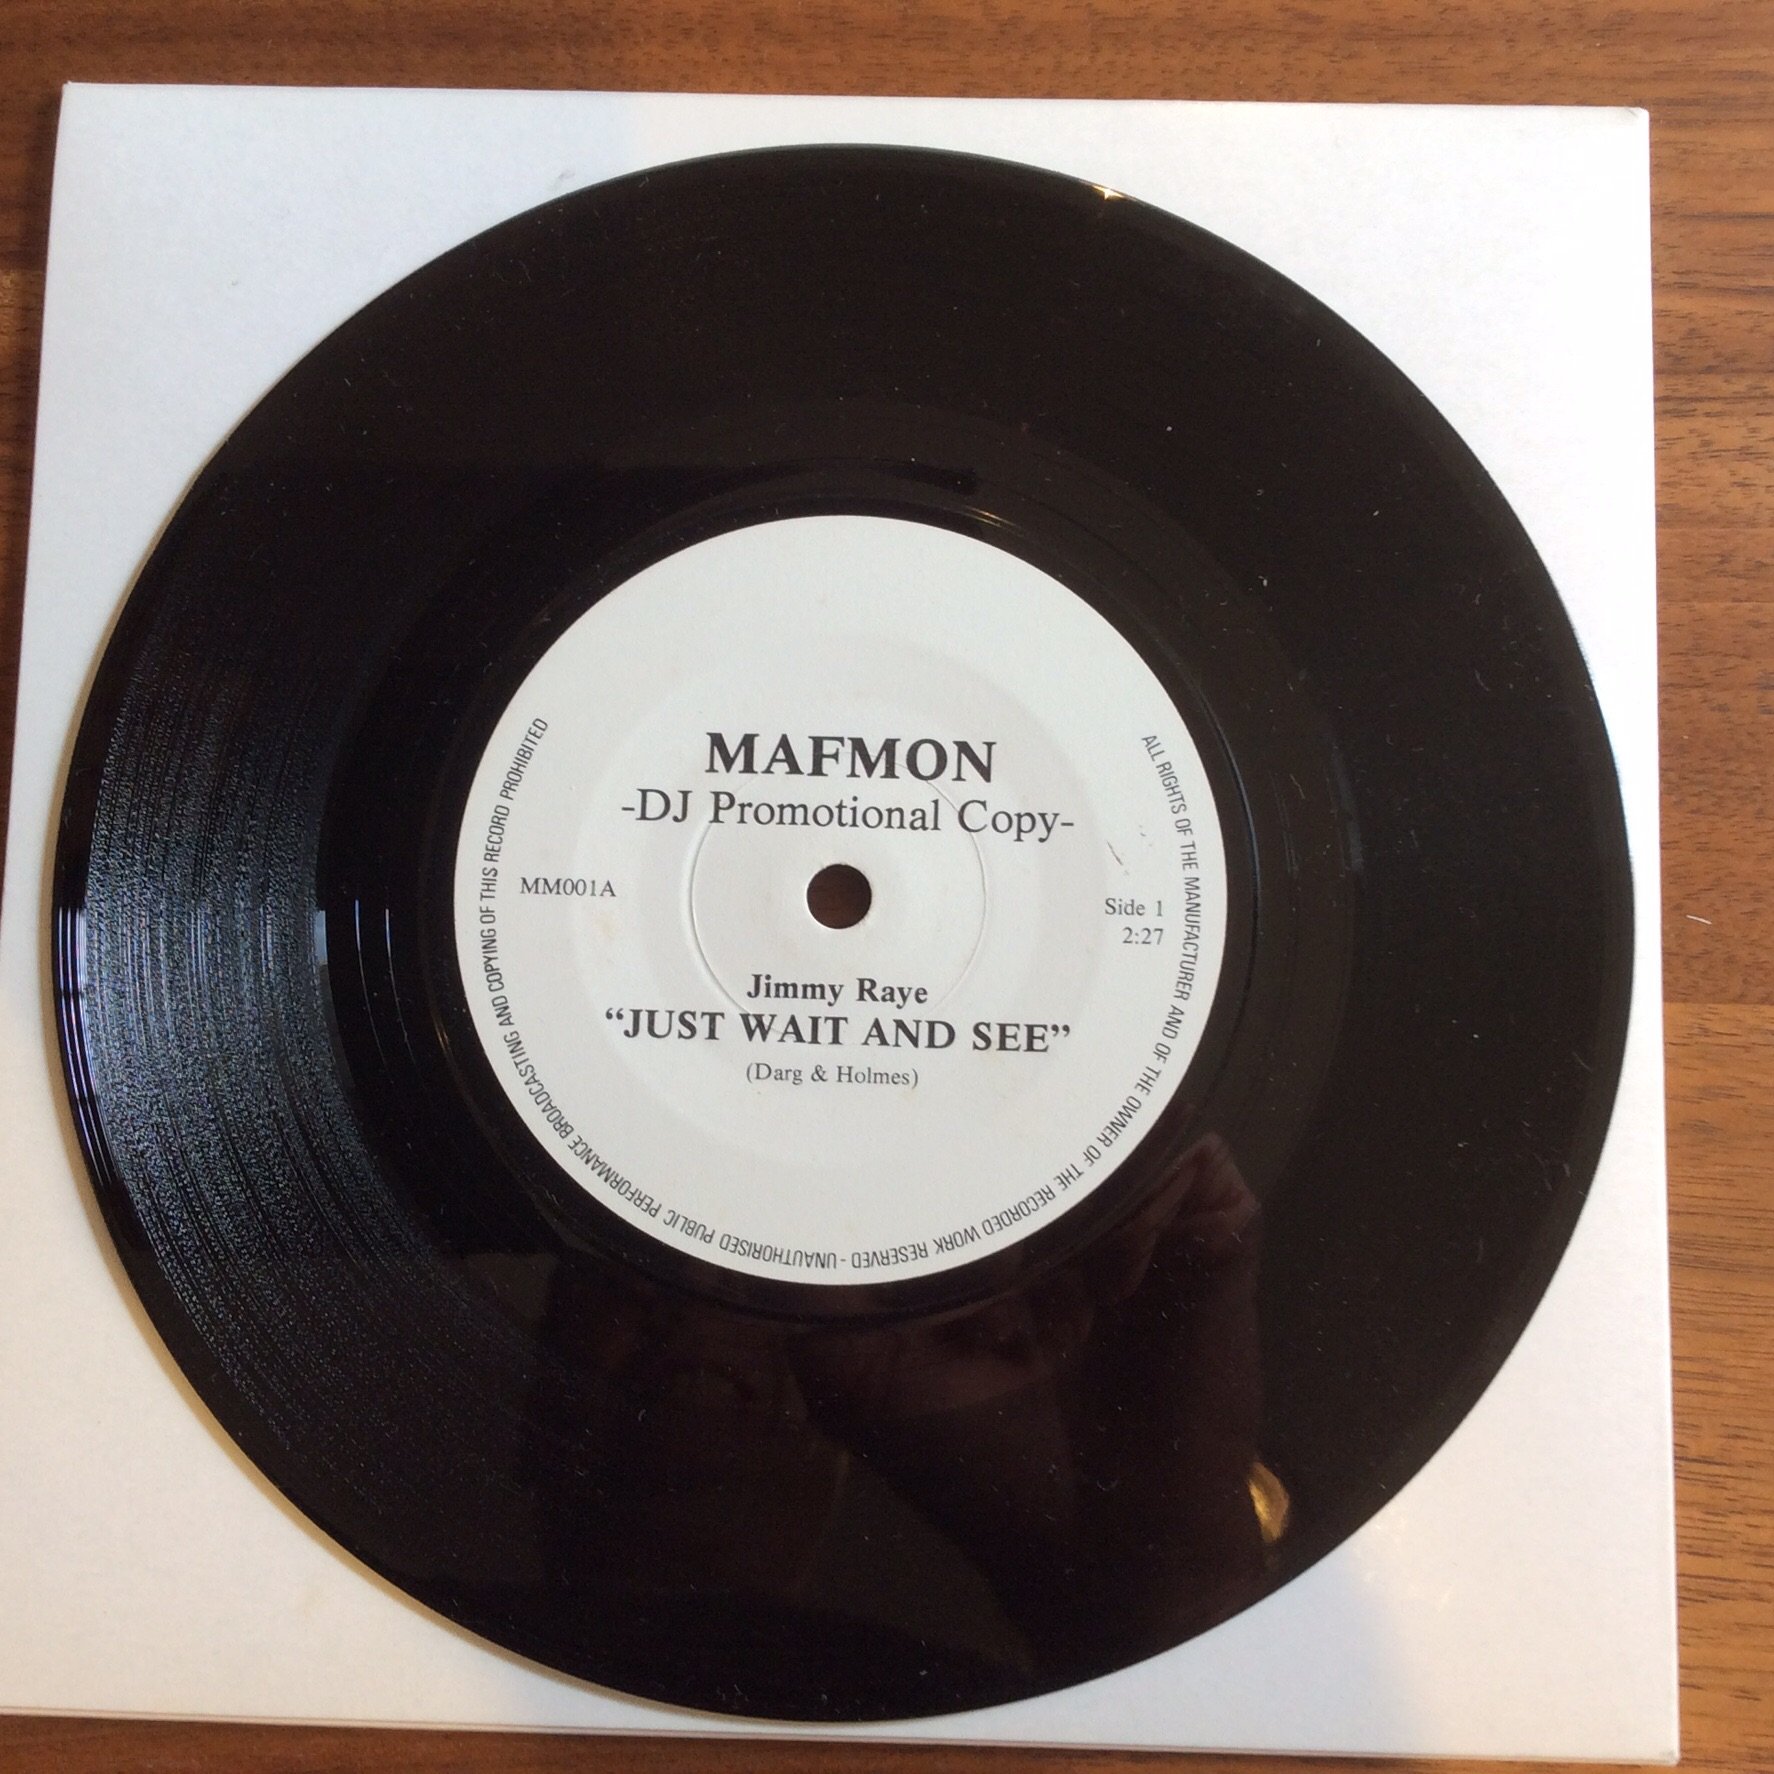 MAFMON
-DJ Promotional Copy-
MM001A
Side 1
2:27
Jimmy Raye
“JUST WAIT AND SEE”
(Darg & Holmes)
ALL RIGHTS OF THE MANUFACTURER AND OF THE OWNER OF THE RECORDED WORK RESERVED - UNAUTHORISED PUBLIC PERFORMANCE BROADCASTING AND COPYING OF THIS RECORD PROHIBITED